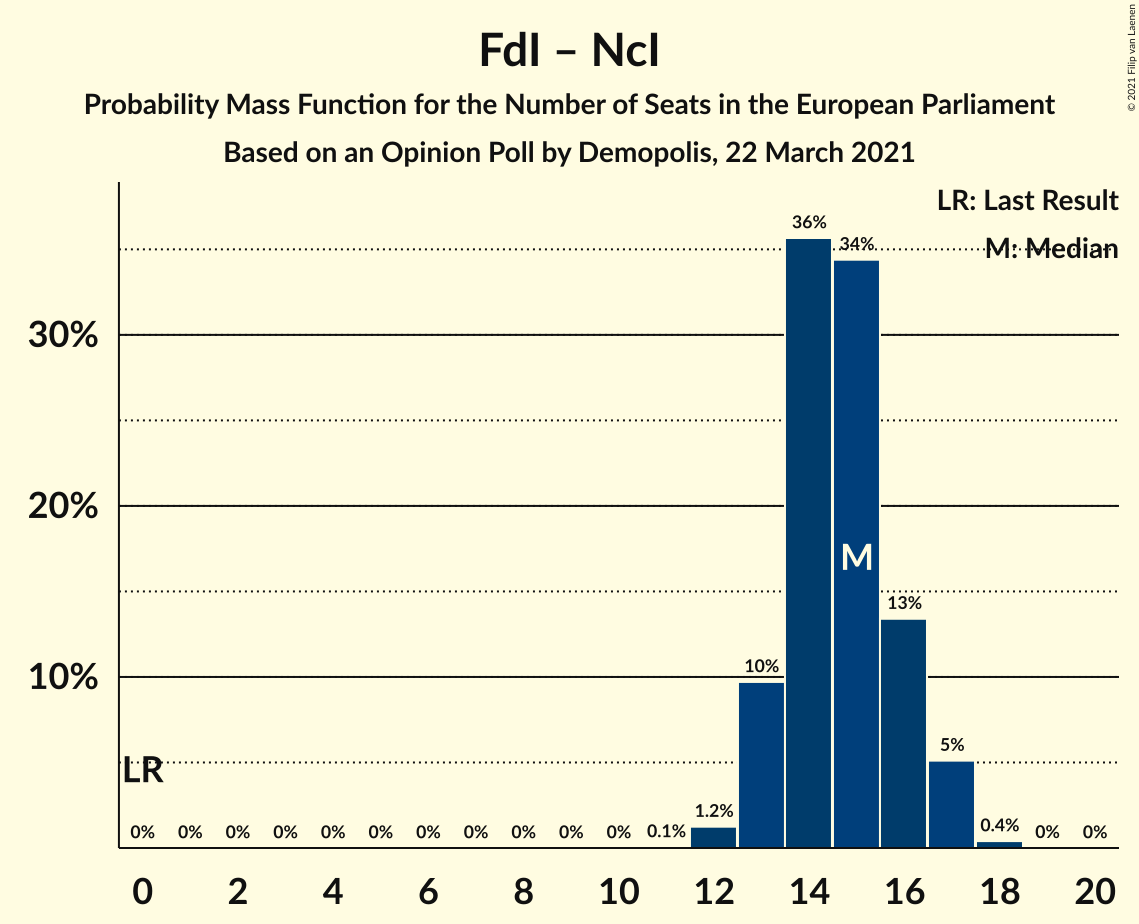 FdI – NcI
Probability Mass Function for the Number of Seats in the European Parliament
Based on an Opinion Poll by Demopolis, 22 March 2021
© 2021 Filip van Laenen
LR: Last Result
M: Median
36%
34%
30%
20%
M
13%
10%
10%
5%
LR
1.2%
0% 0% 0% 0% 0% 0% 0% 0% 0% 0% 0% 0.1% 0.4% 0% 0%
0 2 4 6 8 10 12 14 16 18 20